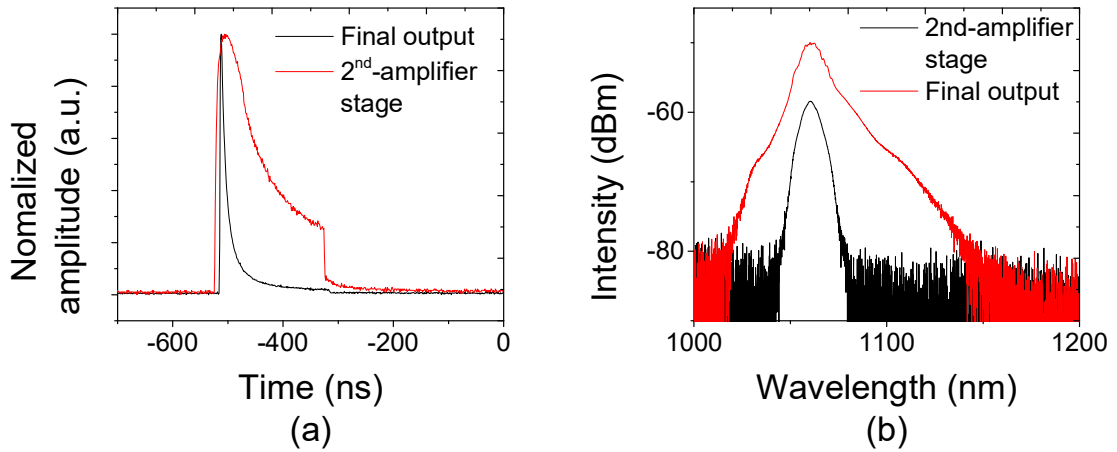 Final output
2nd-amplifier
stage
Nomalized
amplitude (a.u.)
-600
-400
-200
0
Time (ns)
(a)
2nd-amplifier
stage
Final output
Intensity (dBm)
-60
-80
1000
1100
1200
Wavelength (nm)
(b)